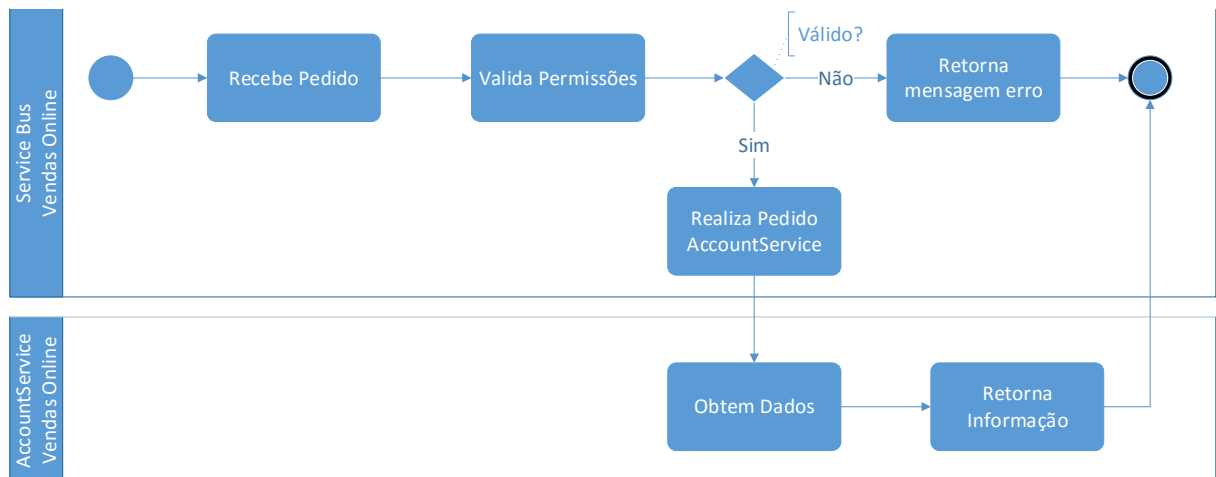 Service Bus
Vendas Online
Recebe Pedido
Valida Permissões
Válido?
Não
Retorna
mensagem erro
Sim
Realiza Pedido
AccountService
AccountService
Vendas Online
Obtem Dados
Retorna
Informação